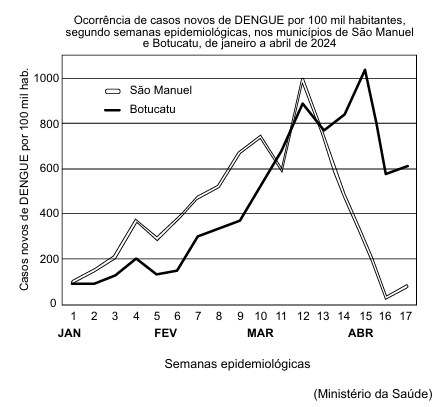 Ocorrência de casos novos de DENGUE por 100 mil habitantes,
segundo semanas epidemiológicas, nos municípios de São Manuel
e Botucatu, de janeiro a abril de 2024
Casos novos de DENGUE por 100 mil hab.
1000
800
600
400
200
0
São Manuel
Botucatu
1 2 3 4 5 6 7 8 9 10 11 12 13 14 15 16 17
JAN FEV MAR ABR
Semanas epidemiológicas
(Ministério da Saúde)